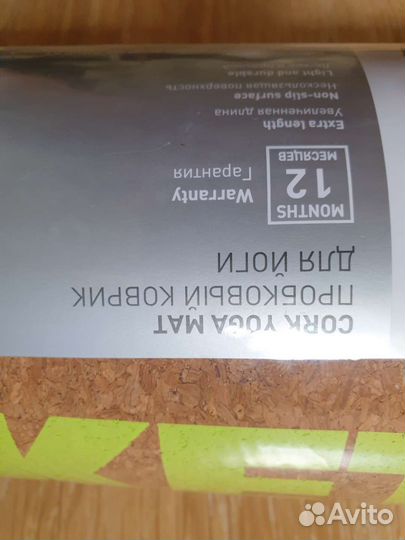 CORK YOGA MAT
ПРОБКОВЫЙ КОВРИК
ДЛЯ ЙОГИ
MONTHS
12
МЕСЯЦЕВ
Warranty
Гарантия
Extra length
Увеличенная длина
Non-slip surface
Нескользящая поверхность
Light and durable
Avito